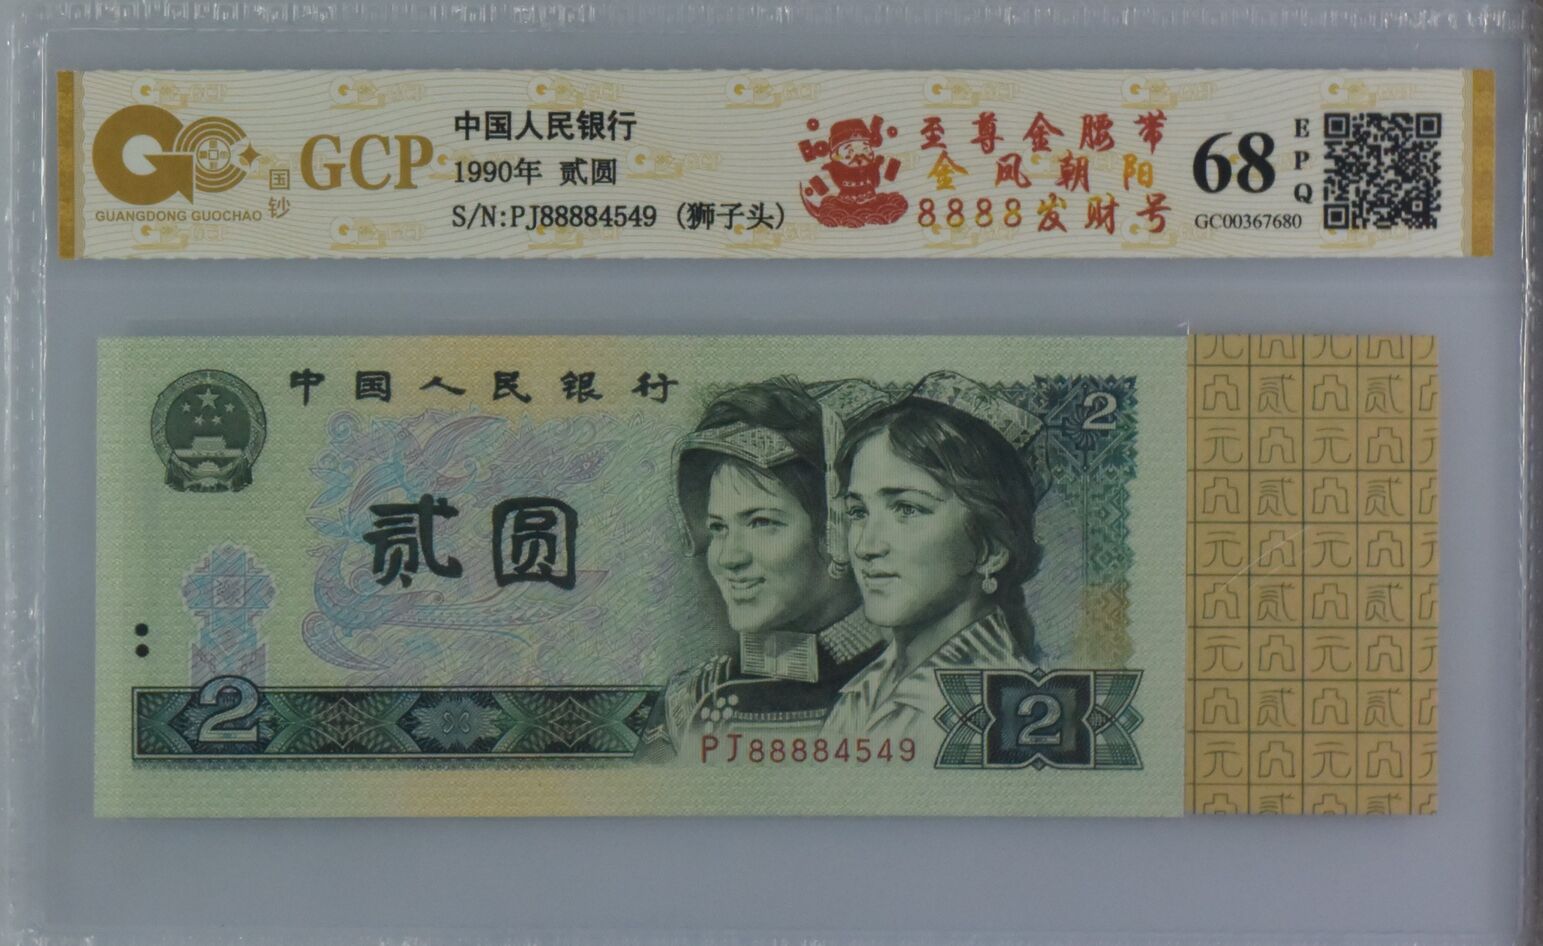 GUANGDONG GUOCHAO
国钞
GCP
中国人民银行
1990年 贰圆
S/N:PJ88884549 (狮子头)
至尊金腰带
金凤朝阳
8888发财号
68
EPQ
GC00367680
中国人民银行
2
贰圆
2
PJ88884549
2